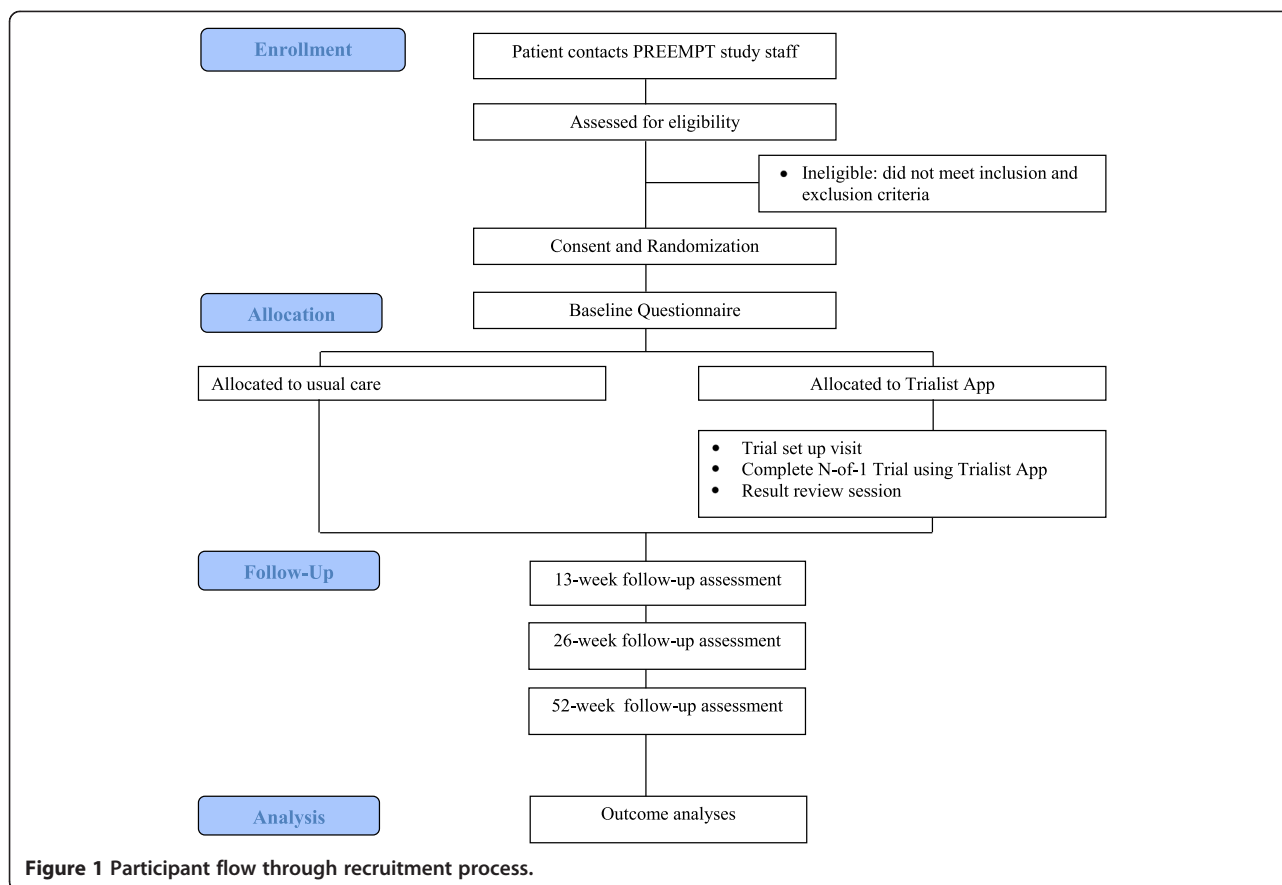 Enrollment
Patient contacts PREEMPT study staff
Assessed for eligibility
• Ineligible: did not meet inclusion and
exclusion criteria
Consent and Randomization
Allocation
Baseline Questionnaire
Allocated to usual care
Allocated to Trialist App
• Trial set up visit
• Complete N-of-1 Trial using Trialist App
• Result review session
Follow-Up
13-week follow-up assessment
26-week follow-up assessment
52-week follow-up assessment
Analysis
Outcome analyses
Figure 1 Participant flow through recruitment process.